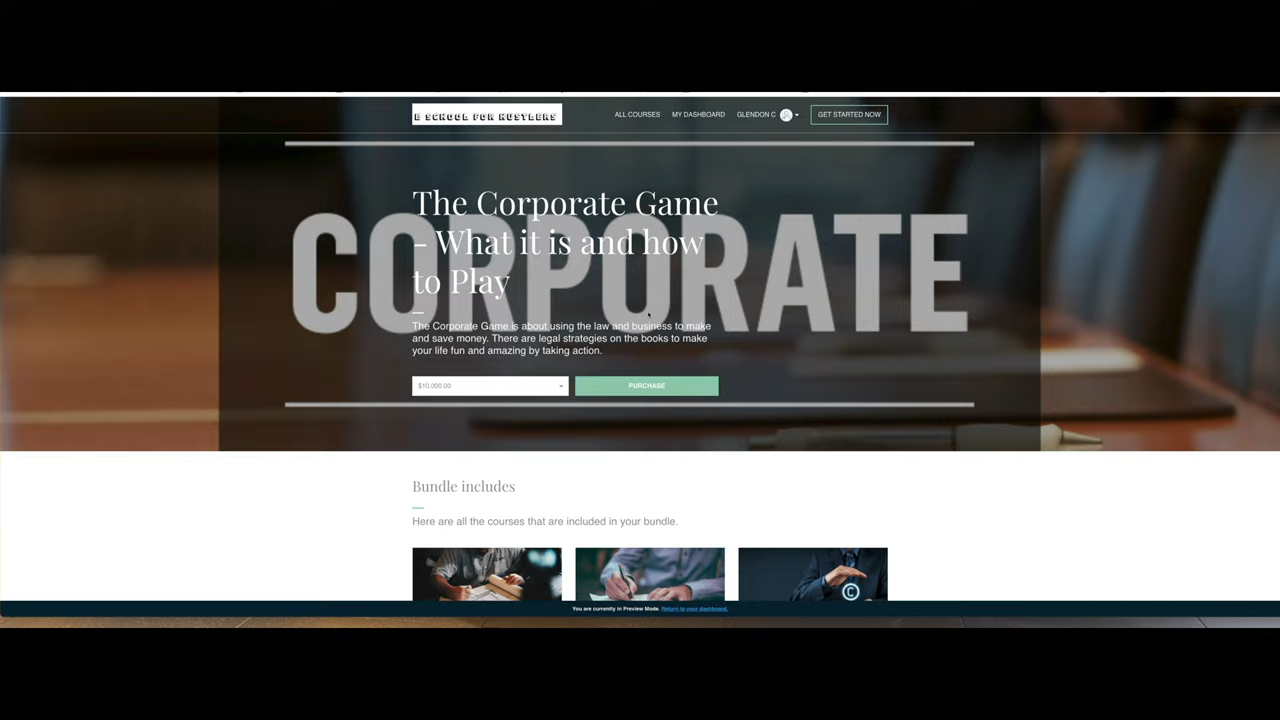 B SCHOOL FOR HUSTLERS
ALL COURSES
MY DASHBOARD
GLENDON C
GET STARTED NOW
CORPORATE
The Corporate Game
– What it is and how
to Play
The Corporate Game is about using the law and business to make
and save money. There are legal strategies on the books to make
your life fun and amazing by taking action.
$10,000.00
PURCHASE
Bundle includes
Here are all the courses that are included in your bundle.
C
You are currently in Preview Mode. Return to your dashboard.